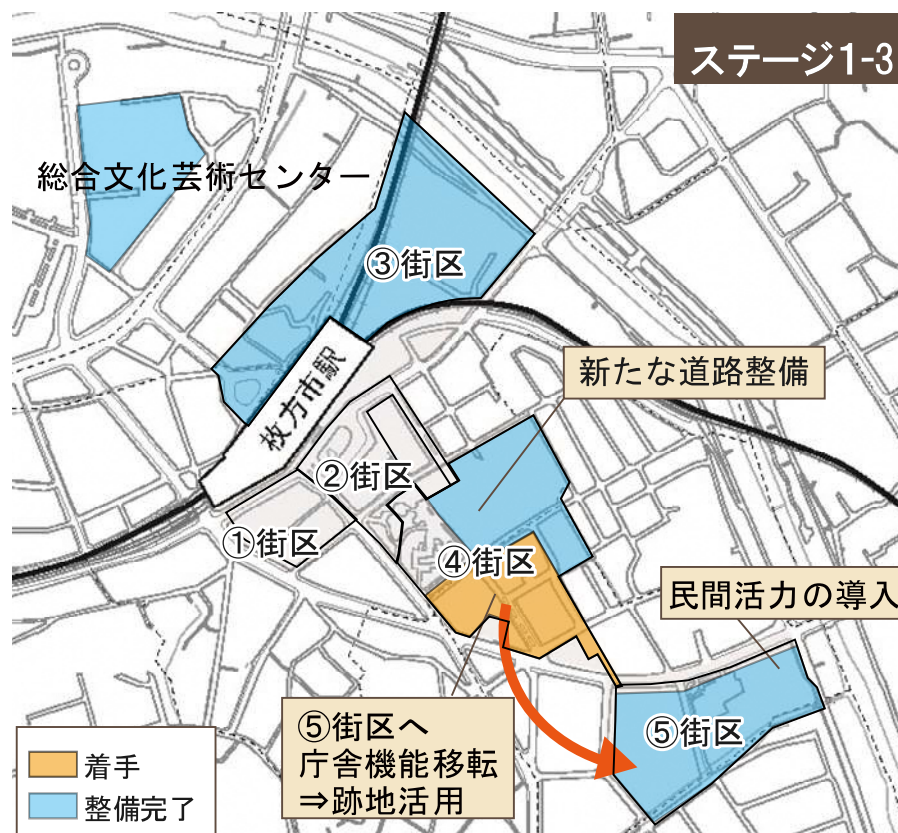 ステージ1-3
総合文化芸術センター
③街区
枚方市駅
新たな道路整備
②街区
①街区
④街区
民間活力の導入
⑤街区へ
庁舎機能移転
⇒跡地活用
⑤街区
着手
整備完了